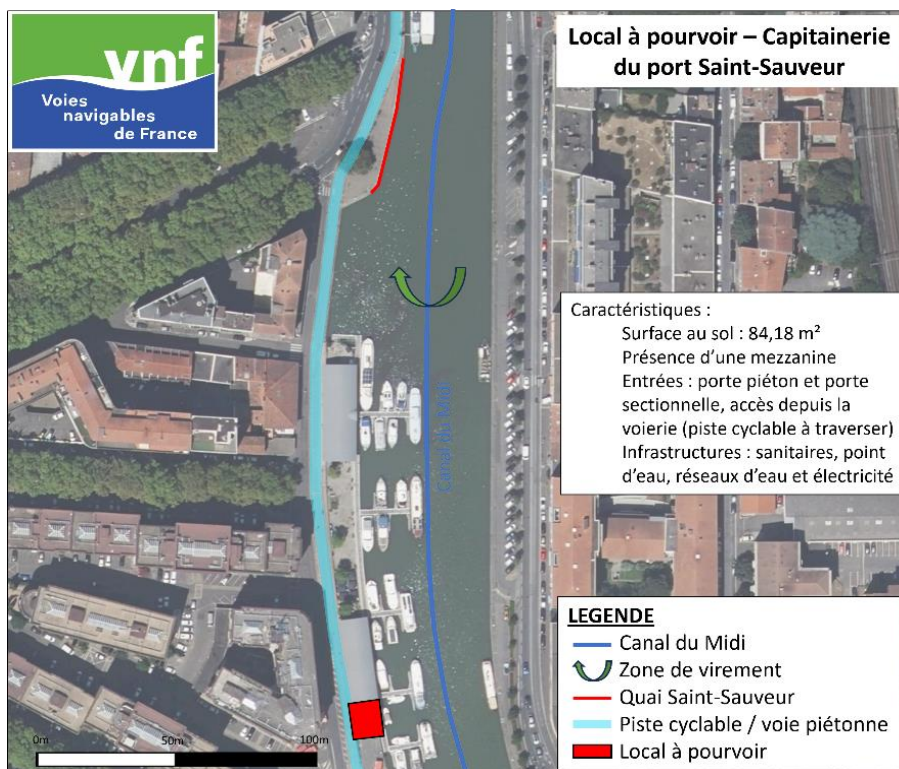 vnf
Voies
navigables
de France
Local à pourvoir – Capitainerie
du port Saint-Sauveur
Caractéristiques :
Surface au sol : 84,18 m²
Présence d'une mezzanine
Entrées : porte piéton et porte
sectionnelle, accès depuis la
voierie (piste cyclable à traverser)
Infrastructures : sanitaires, point
d'eau, réseaux d'eau et électricité
Canal du Midi
LEGENDE
Canal du Midi
Zone de virement
Quai Saint-Sauveur
Piste cyclable / voie piétonne
Local à pourvoir
0m 50m 100m